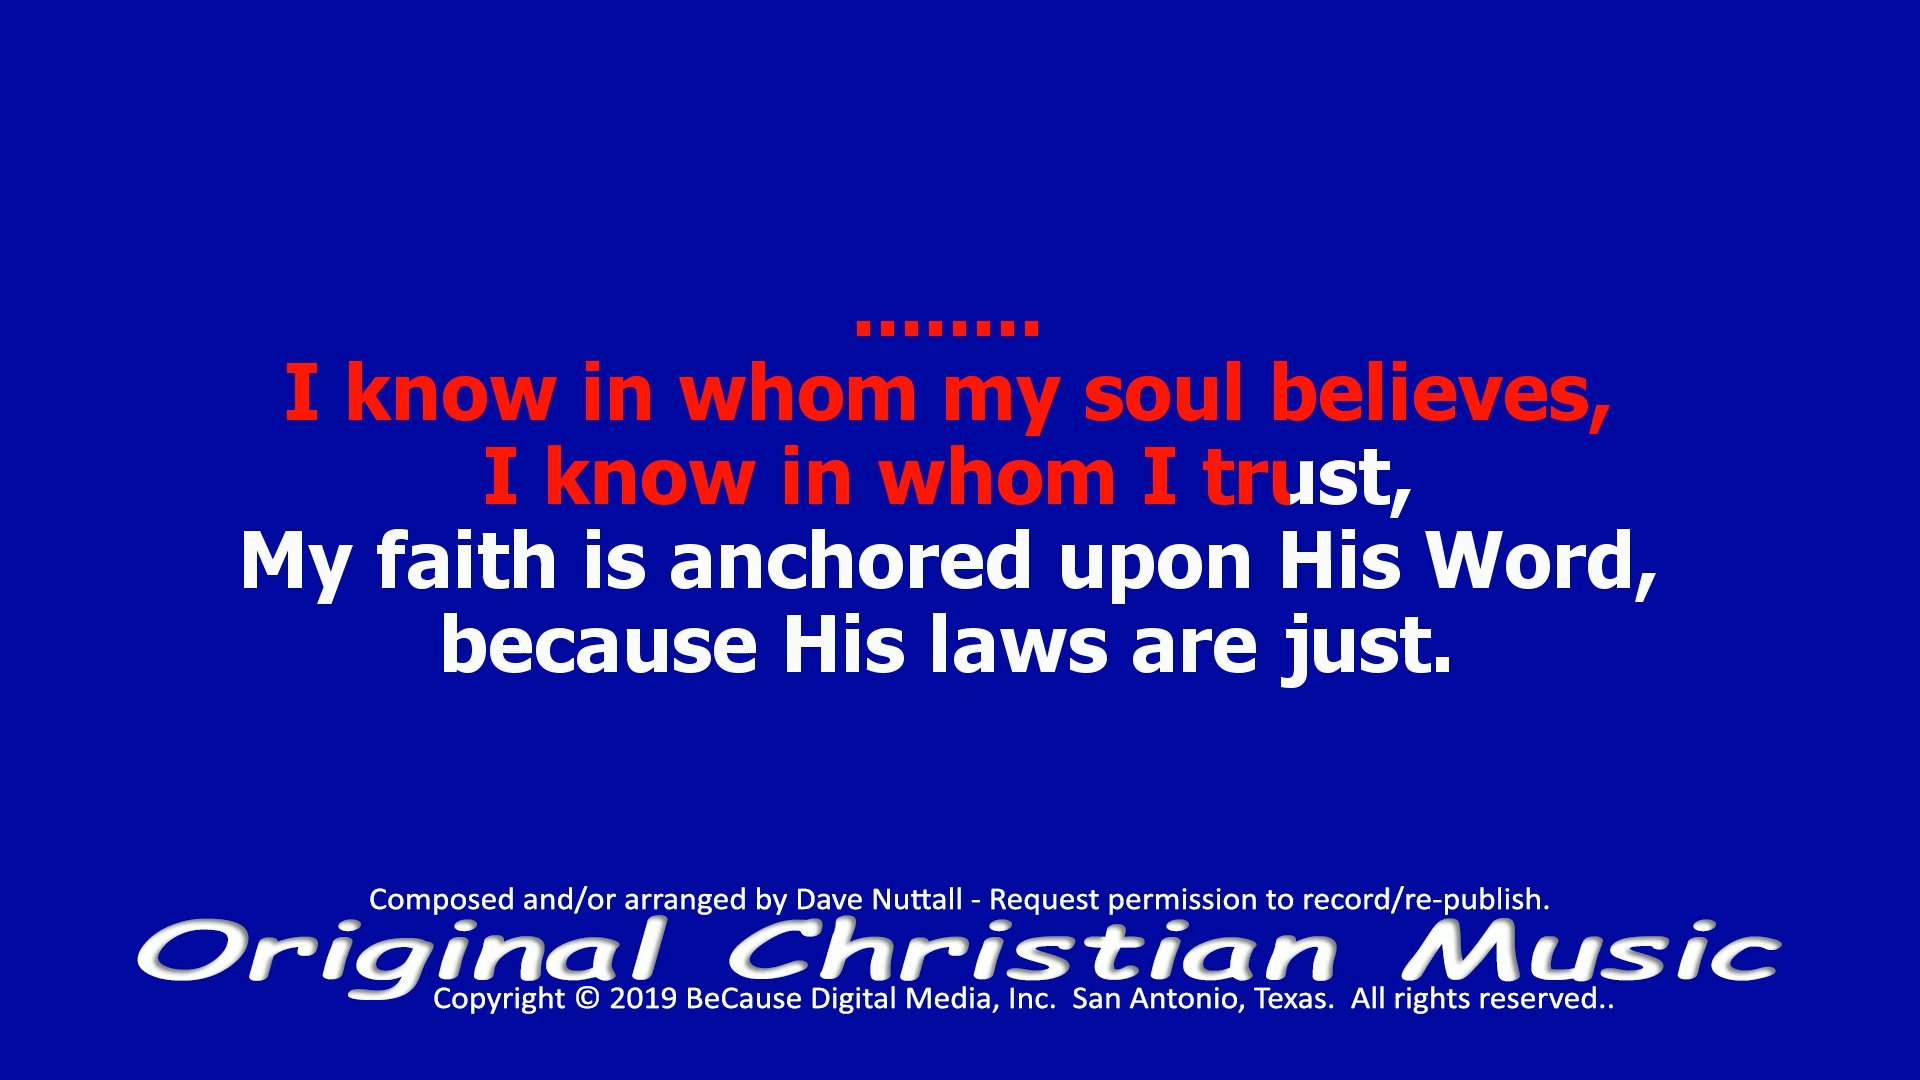 ........
I know in whom my soul believes,
I know in whom I trust,
My faith is anchored upon His Word,
because His laws are just.
Composed and/or arranged by Dave Nuttall - Request permission to record/re-publish.
Original Christian Music
Copyright © 2019 BeCause Digital Media, Inc.  San Antonio, Texas.  All rights reserved..